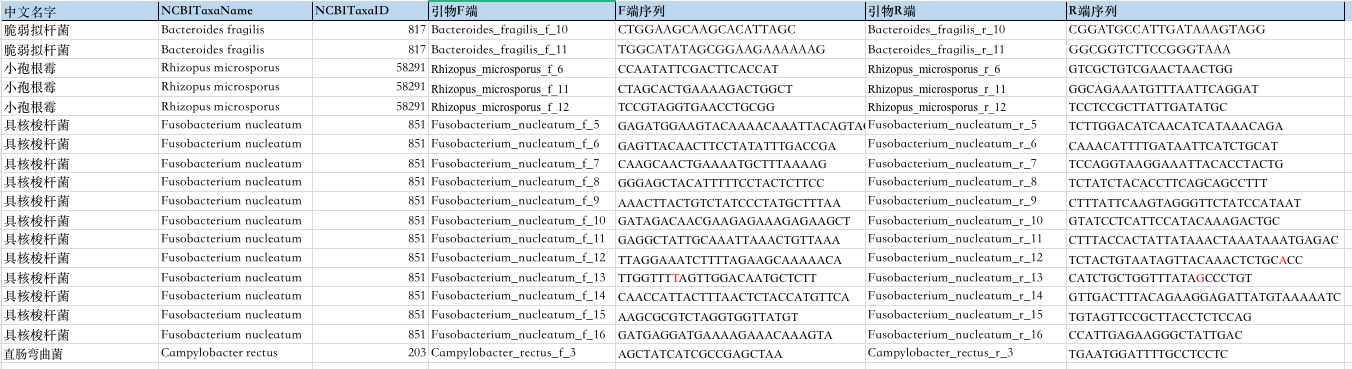 中文名字 NCBITaxaName NCBITaxaID 引物F端 F端序列 引物R端 R端序列
脆弱拟杆菌 Bacteroides fragilis 817 Bacteroides_fragilis_f_10 CTGGAAGCAAGCACATTAGC Bacteroides_fragilis_r_10 CGGATGCCATTGATAAAGTAGG
脆弱拟杆菌 Bacteroides fragilis 817 Bacteroides_fragilis_f_11 TGGCATATAGCGGAAGAAAAAAG Bacteroides_fragilis_r_11 GGCGGTCTTCCGGGTAAA
小孢根霉 Rhizopus microsporus 58291 Rhizopus_microsporus_f_6 CCAATATTCGACTTCACCAT Rhizopus_microsporus_r_6 GTCGCTGTCGAACTAACTGG
小孢根霉 Rhizopus microsporus 58291 Rhizopus_microsporus_f_11 CTAGCACTGAAAAGACTGGCT Rhizopus_microsporus_r_11 GGCAGAAATGTTTAATTCAGGAT
小孢根霉 Rhizopus microsporus 58291 Rhizopus_microsporus_f_12 TCCGTAGGTGAACCTGCGG Rhizopus_microsporus_r_12 TCCTCCGCTTATTGATATGC
具核梭杆菌 Fusobacterium nucleatum 851 Fusobacterium_nucleatum_f_5 GAGATGGAAGTACAAAACAAATTACAGTA Fusobacterium_nucleatum_r_5 TCTTGGACATCAACATCATAAACAGA
具核梭杆菌 Fusobacterium nucleatum 851 Fusobacterium_nucleatum_f_6 GAGTTACAACTTCCTATATTTGACCGA Fusobacterium_nucleatum_r_6 CAAACATTTTGATAATTCATCTGCAT
具核梭杆菌 Fusobacterium nucleatum 851 Fusobacterium_nucleatum_f_7 CAAGCAACTGAAAATGCTTTAAAAG Fusobacterium_nucleatum_r_7 TCCAGGTAAGGAAATTACACCTACTG
具核梭杆菌 Fusobacterium nucleatum 851 Fusobacterium_nucleatum_f_8 GGGAGCTACATTTTTCCTACTCTTCC Fusobacterium_nucleatum_r_8 TCTATCTACACCTTCAGCAGCCTTT
具核梭杆菌 Fusobacterium nucleatum 851 Fusobacterium_nucleatum_f_9 AAACTTACTGTCTATCCCTATGCTTTAA Fusobacterium_nucleatum_r_9 CTTTATTCAAGTAGGGTTCTATCCATAAT
具核梭杆菌 Fusobacterium nucleatum 851 Fusobacterium_nucleatum_f_10 GATAGACAACGAAGAGAAAGAGAAGCT Fusobacterium_nucleatum_r_10 GTATCCTCATTCCATACAAAGACTGC
具核梭杆菌 Fusobacterium nucleatum 851 Fusobacterium_nucleatum_f_11 GAGGCTATTGCAAATTAAACTGTTAAA Fusobacterium_nucleatum_r_11 CTTTACCACTATTATAAACTAAATAAATGAGAC
具核梭杆菌 Fusobacterium nucleatum 851 Fusobacterium_nucleatum_f_12 TTAGGAAATCTTTTAGAAGCAAAAACA Fusobacterium_nucleatum_r_12 TCTACTGTAATAGTTACAAACTCTGCACC
具核梭杆菌 Fusobacterium nucleatum 851 Fusobacterium_nucleatum_f_13 TTGGTTTTAGTTGGACAATGCTCTT Fusobacterium_nucleatum_r_13 CATCTGCTGGTTTATAGCCCTGT
具核梭杆菌 Fusobacterium nucleatum 851 Fusobacterium_nucleatum_f_14 CAACCATTACTTTAACTCTACCATGTTCA Fusobacterium_nucleatum_r_14 GTTGACTTTACAGAAGGAGATTATGTAAAAATC
具核梭杆菌 Fusobacterium nucleatum 851 Fusobacterium_nucleatum_f_15 AAGCGCGTCTAGGTGGTTATGT Fusobacterium_nucleatum_r_15 TGTAGTTCCGCTTACCTCTCCAG
具核梭杆菌 Fusobacterium nucleatum 851 Fusobacterium_nucleatum_f_16 GATGAGGATGAAAAGAAACAAAGTA Fusobacterium_nucleatum_r_16 CCATTGAGAAGGGCTATTGAC
直肠弯曲菌 Campylobacter rectus 203 Campylobacter_rectus_f_3 AGCTATCATCGCCGAGCTAA Campylobacter_rectus_r_3 TGAATGGATTTTGCCTCCTC